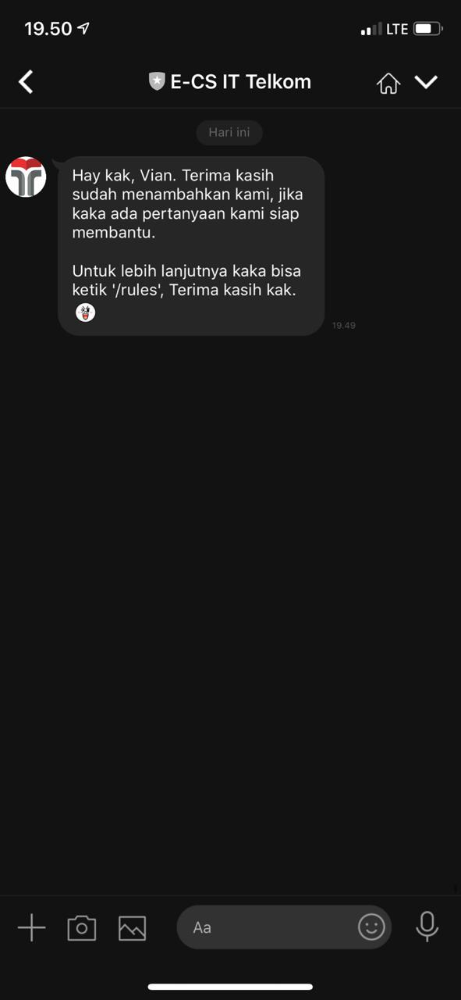 19.50
LTE
E-CS IT Telkom
Hari ini
Hay kak, Vian. Terima kasih
sudah menambahkan kami, jika
kaka ada pertanyaan kami siap
membantu.
Untuk lebih lanjutnya kaka bisa
ketik '/rules', Terima kasih kak.
19.49
Aa